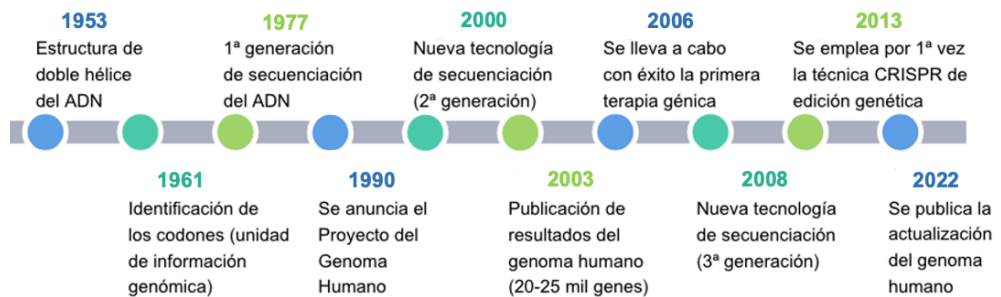 1953
Estructura de
doble hélice
del ADN
1961
Identificación de
los codones (unidad
de información
genómica)
1977
1ª generación
de secuenciación
del ADN
1990
Se anuncia el
Proyecto del
Genoma
Humano
2000
Nueva tecnología
de secuenciación
(2ª generación)
2003
Publicación de
resultados del
genoma humano
(20-25 mil genes)
2006
Se lleva a cabo
con éxito la primera
terapia génica
2008
Nueva tecnología
de secuenciación
(3ª generación)
2013
Se emplea por 1ª vez
la técnica CRISPR de
edición genética
2022
Se publica la
actualización
del genoma
humano